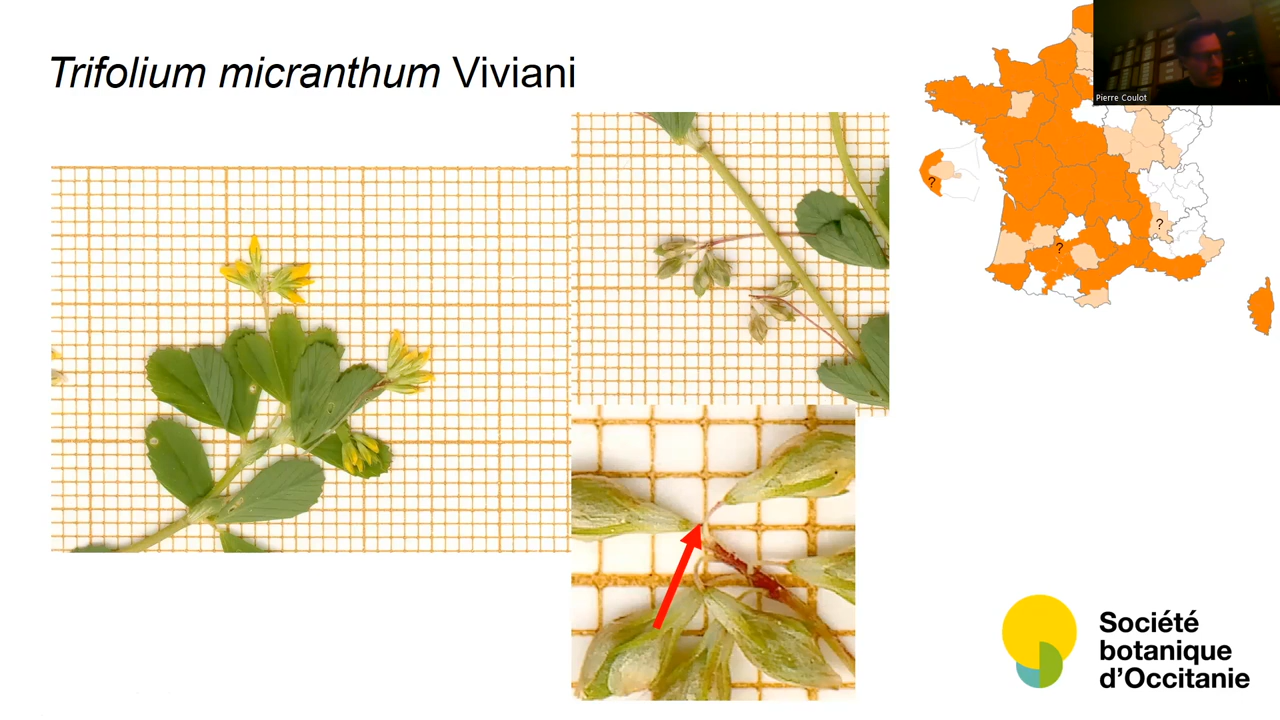 Trifolium micranthum Viviani
Pierre Coulot
?
?
?
Société
botanique
d'Occitanie